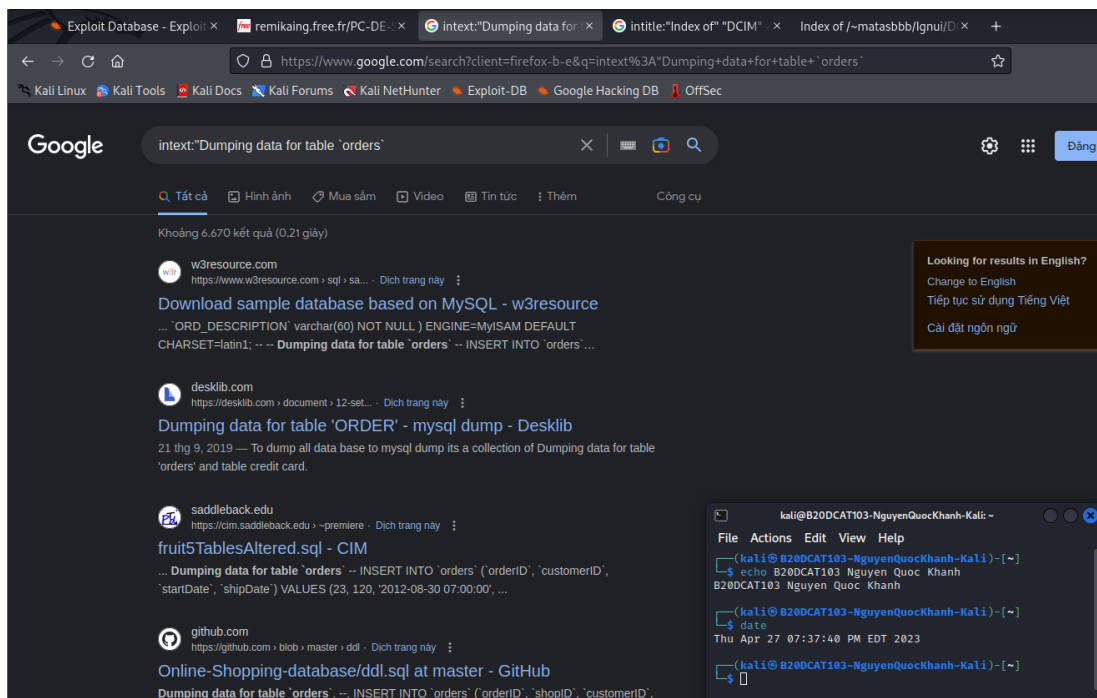 Exploit Database - Exploit ×
free remikaing.free.fr/PC-DE-S ×
intext:"Dumping data for t ×
intitle:"Index of" "DCIM" - ×
Index of /~matasbbb/lgnui/D ×
https://www.google.com/search?client=firefox-b-e&q=intext%3A"Dumping+data+for+table+`orders`
Kali Linux Kali Tools Kali Docs Kali Forums Kali NetHunter Exploit-DB Google Hacking DB OffSec
Google
intext:"Dumping data for table `orders`
Đăng
Tất cả Hình ảnh Mua sắm Video Tin tức Thêm Công cụ
Khoảng 6.670 kết quả (0,21 giây)
Looking for results in English?
Change to English
Tiếp tục sử dụng Tiếng Việt
Cài đặt ngôn ngữ
w3r
w3resource.com
https://www.w3resource.com › sql › sa... · Dịch trang này
Download sample database based on MySQL - w3resource
... `ORD_DESCRIPTION` varchar(60) NOT NULL ) ENGINE=MyISAM DEFAULT
CHARSET=latin1; -- -- Dumping data for table `orders` -- INSERT INTO `orders`...
desklib.com
https://desklib.com › document › 12-set... · Dịch trang này
Dumping data for table 'ORDER' - mysql dump - Desklib
21 thg 9, 2019 — To dump all data base to mysql dump its a collection of Dumping data for table
'orders' and table credit card.
saddleback.edu
https://cim.saddleback.edu › ~premiere · Dịch trang này
fruit5TablesAltered.sql - CIM
... Dumping data for table `orders` -- INSERT INTO `orders` (`orderID`, `customerID`,
`startDate`, `shipDate`) VALUES (23, 120, '2012-08-30 07:00:00', ...
github.com
https://github.com › blob › master › ddl · Dịch trang này
Online-Shopping-database/ddl.sql at master - GitHub
Dumping data for table `orders`. --. INSERT INTO `orders` (`orderID`, `shopID`, `customerID`,
kali@B20DCAT103-NguyenQuocKhanh-Kali: ~
File Actions Edit View Help
┌──(kali㉿B20DCAT103-NguyenQuocKhanh-Kali)-[~]
└─$ echo B20DCAT103 Nguyen Quoc Khanh
B20DCAT103 Nguyen Quoc Khanh
┌──(kali㉿B20DCAT103-NguyenQuocKhanh-Kali)-[~]
└─$ date
Thu Apr 27 07:37:40 PM EDT 2023
┌──(kali㉿B20DCAT103-NguyenQuocKhanh-Kali)-[~]
└─$